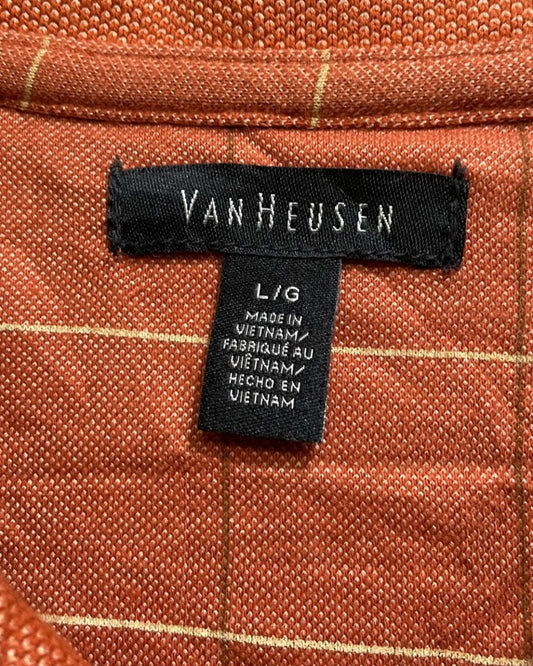 VAN HEUSEN
L/G
MADE IN
VIETNAM/
FABRIQUÉ AU
VIÊTNAM/
HECHO EN
VIETNAM